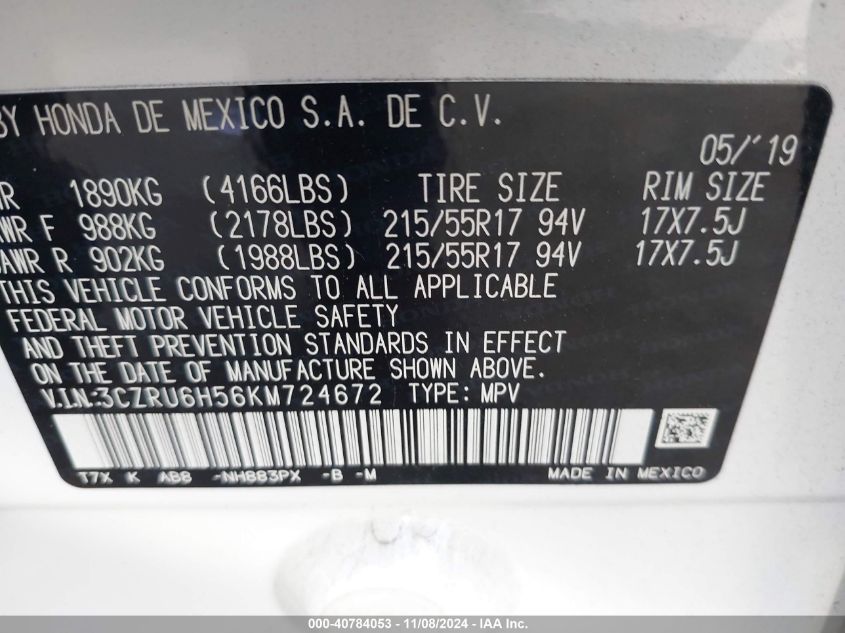 BY HONDA DE MEXICO S.A. DE C.V.
05/'19
WR 1890KG (4166LBS) TIRE SIZE RIM SIZE
WR F 988KG (2178LBS) 215/55R17 94V 17X7.5J
AWR R 902KG (1988LBS) 215/55R17 94V 17X7.5J
THIS VEHICLE CONFORMS TO ALL APPLICABLE
FEDERAL MOTOR VEHICLE SAFETY
AND THEFT PREVENTION STANDARDS IN EFFECT
ON THE DATE OF MANUFACTURE SHOWN ABOVE.
V.I.N.:3CZRU6H56KM724672 TYPE: MPV
T7X K ABB -NH883PX -B -M MADE IN MEXICO
000-40784053 - 11/08/2024 - IAA Inc.